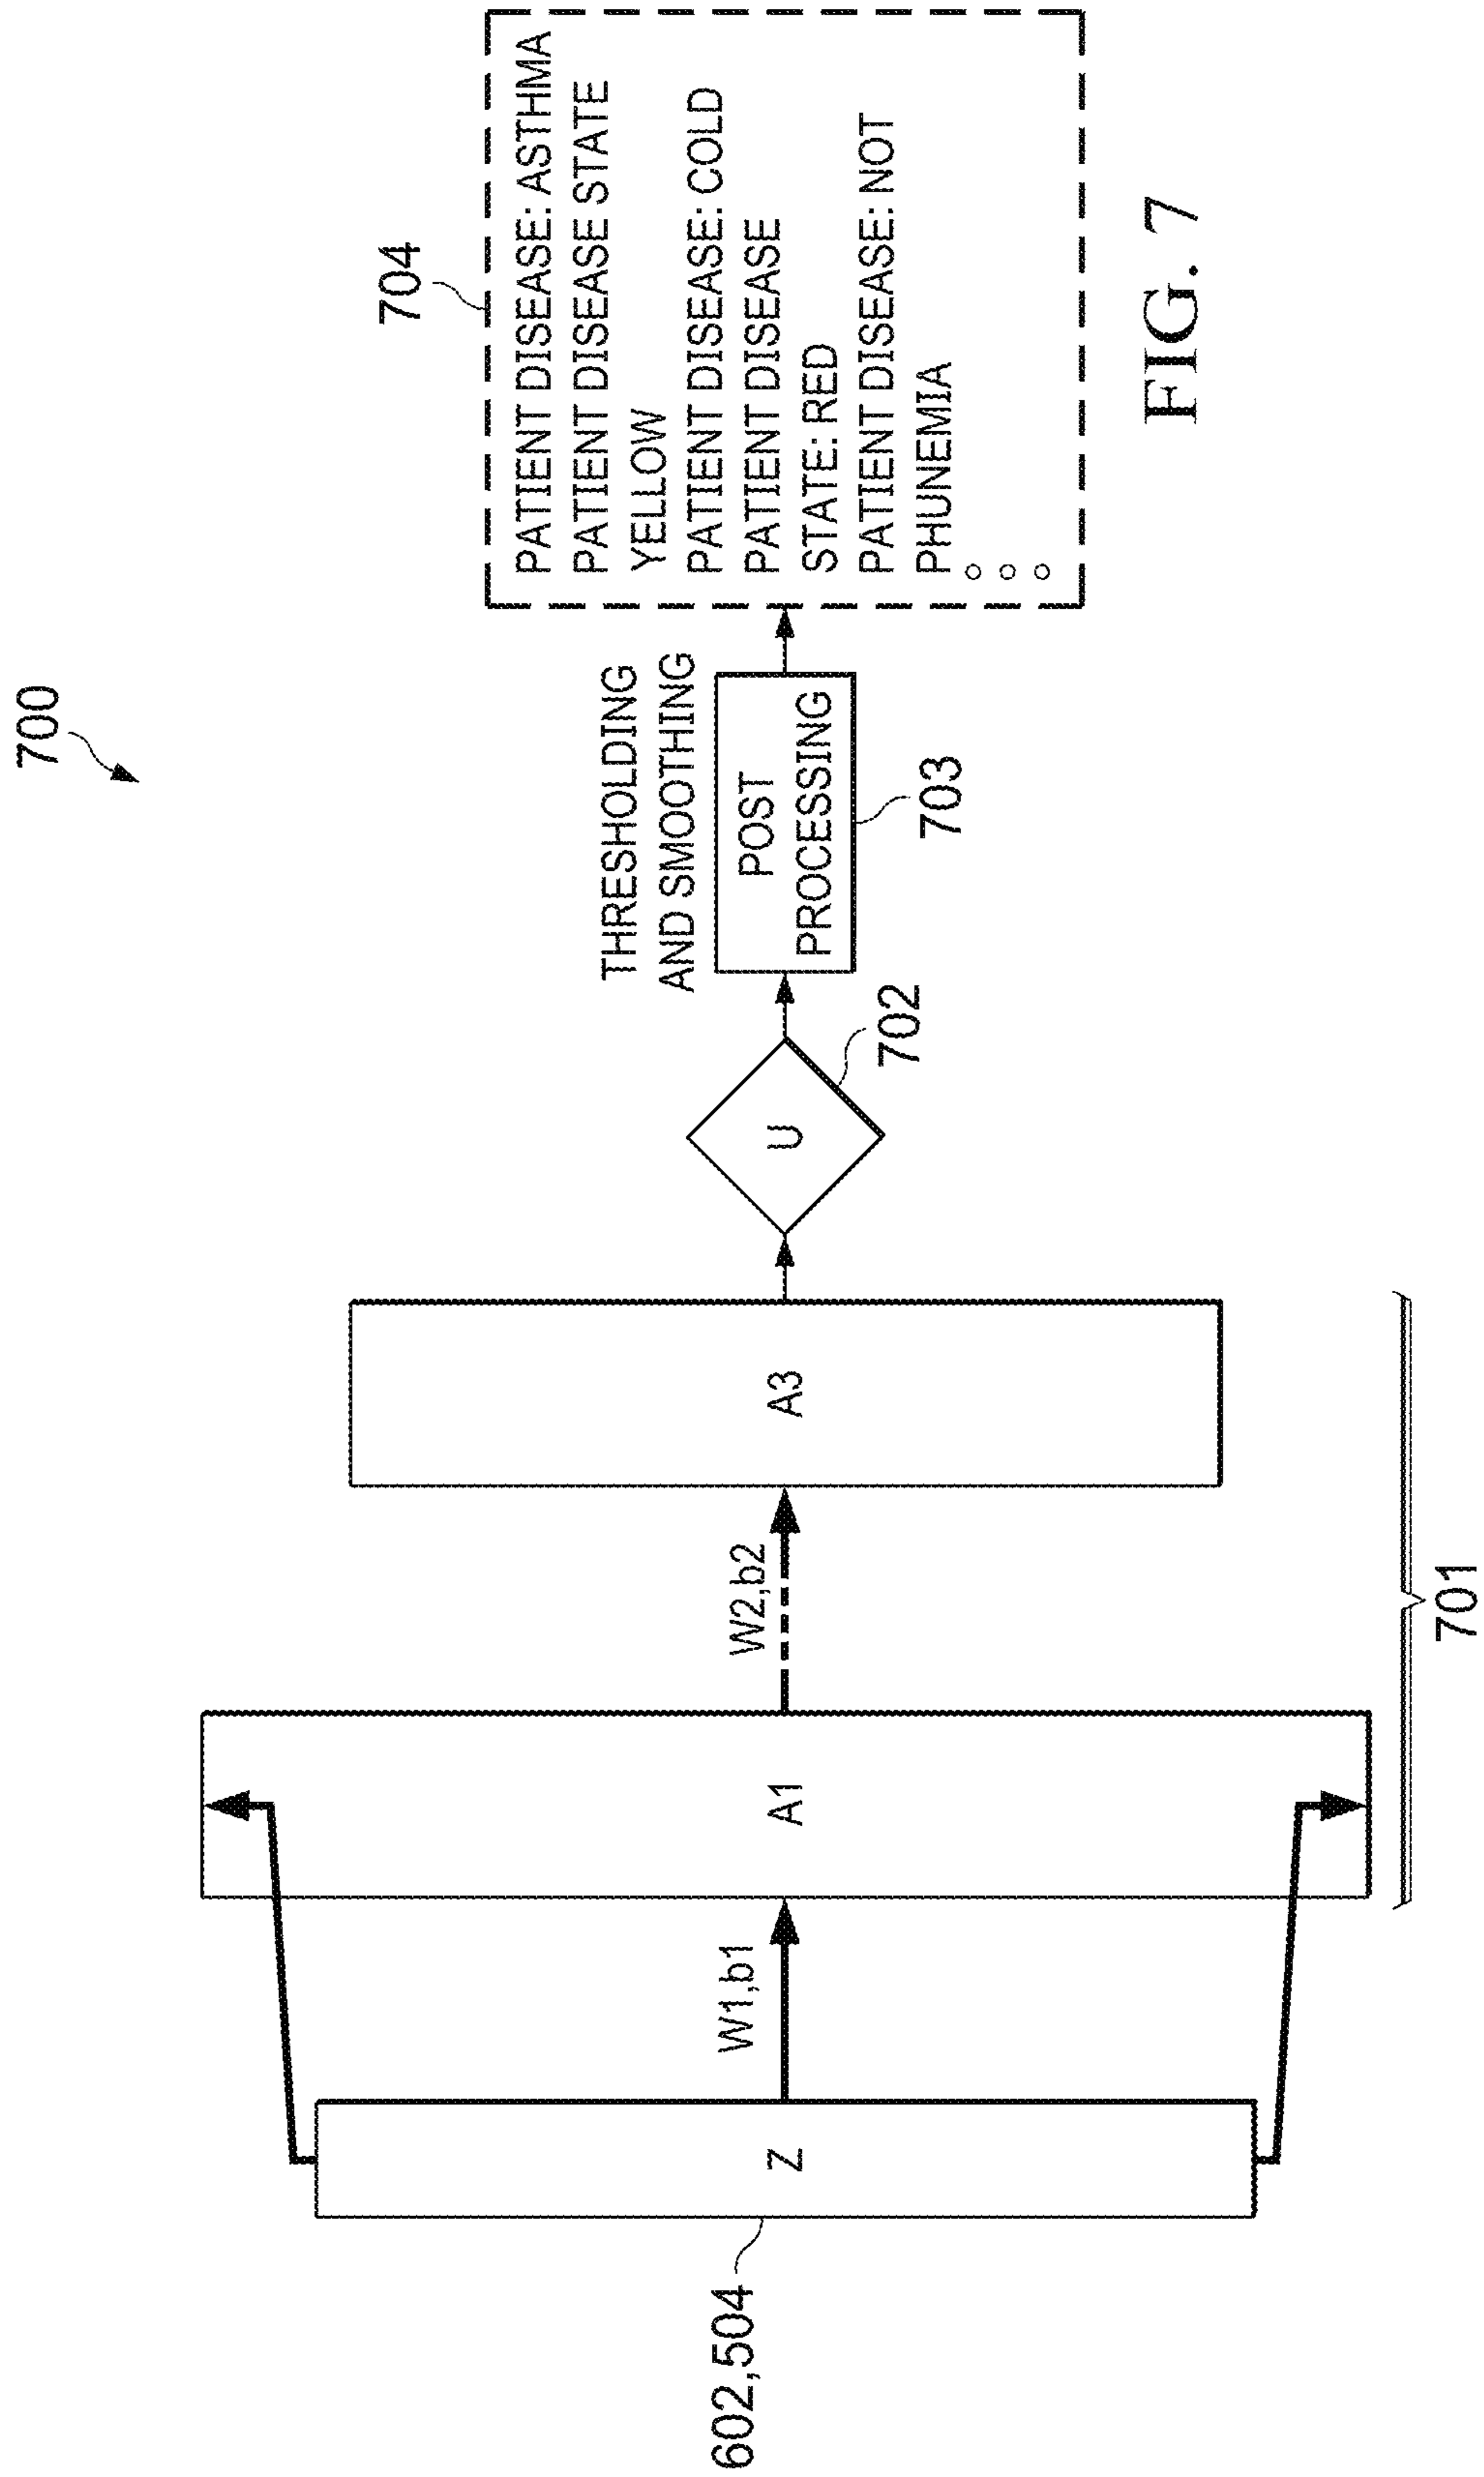 700
602,504
Z
W1,b1
A1
W2,b2
A3
701
U
702
THRESHOLDING
AND SMOOTHING
POST
PROCESSING
703
704
PATIENT DISEASE: ASTHMA
PATIENT DISEASE STATE
YELLOW
PATIENT DISEASE: COLD
PATIENT DISEASE
STATE: RED
PATIENT DISEASE: NOT
PHUNEMIA
FIG. 7